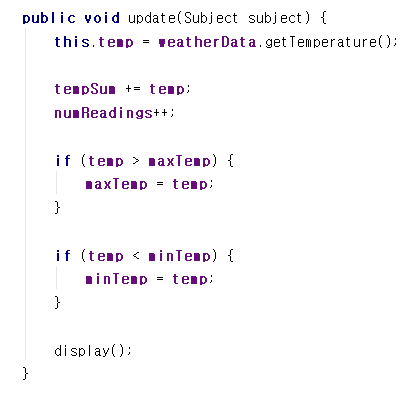 public void update(Subject subject) {
this.temp = weatherData.getTemperature();
tempSum += temp;
numReadings++;
if (temp > maxTemp) {
maxTemp = temp;
}
if (temp < minTemp) {
minTemp = temp;
}
display();
}